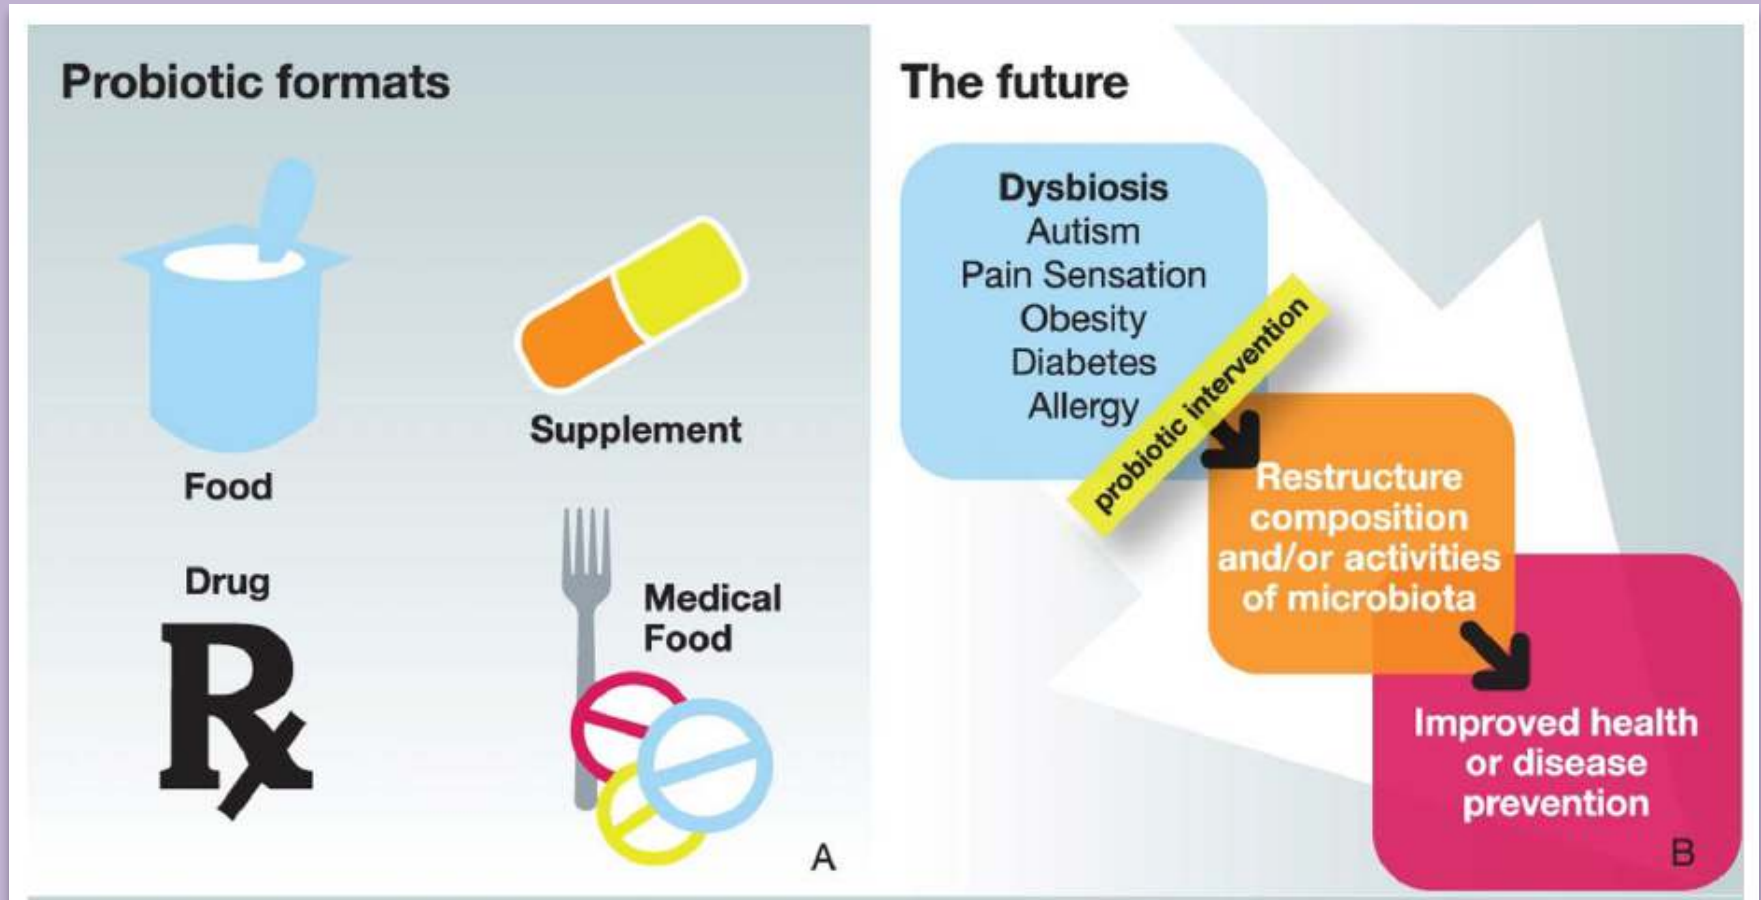 Probiotic formats
Food
Supplement
Drug
Rx
Medical
Food
A
The future
Dysbiosis
Autism
Pain Sensation
Obesity
Diabetes
Allergy
probiotic intervention
Restructure
composition
and/or activities
of microbiota
Improved health
or disease
prevention
B